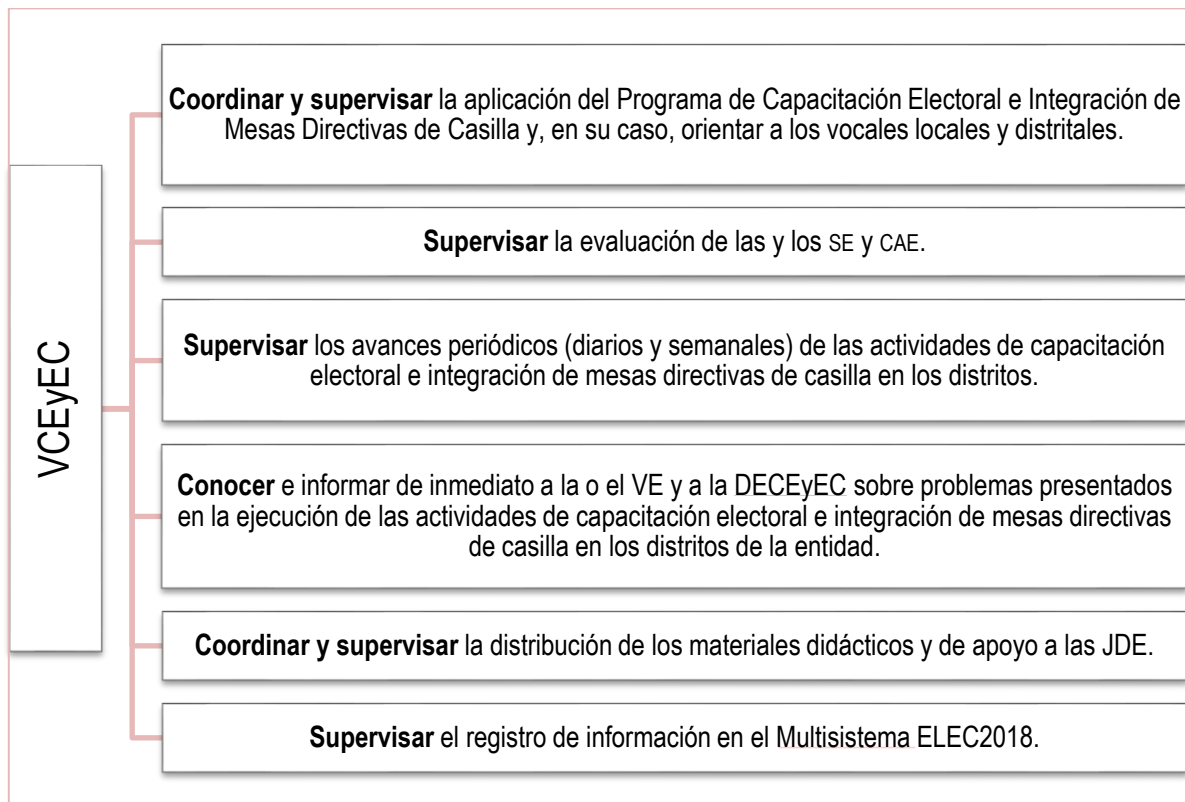 VCEyEC
Coordinar y supervisar la aplicación del Programa de Capacitación Electoral e Integración de
Mesas Directivas de Casilla y, en su caso, orientar a los vocales locales y distritales.
Supervisar la evaluación de las y los SE y CAE.
Supervisar los avances periódicos (diarios y semanales) de las actividades de capacitación
electoral e integración de mesas directivas de casilla en los distritos.
Conocer e informar de inmediato a la o el VE y a la DECEyEC sobre problemas presentados
en la ejecución de las actividades de capacitación electoral e integración de mesas directivas
de casilla en los distritos de la entidad.
Coordinar y supervisar la distribución de los materiales didácticos y de apoyo a las JDE.
Supervisar el registro de información en el Multisistema ELEC2018.